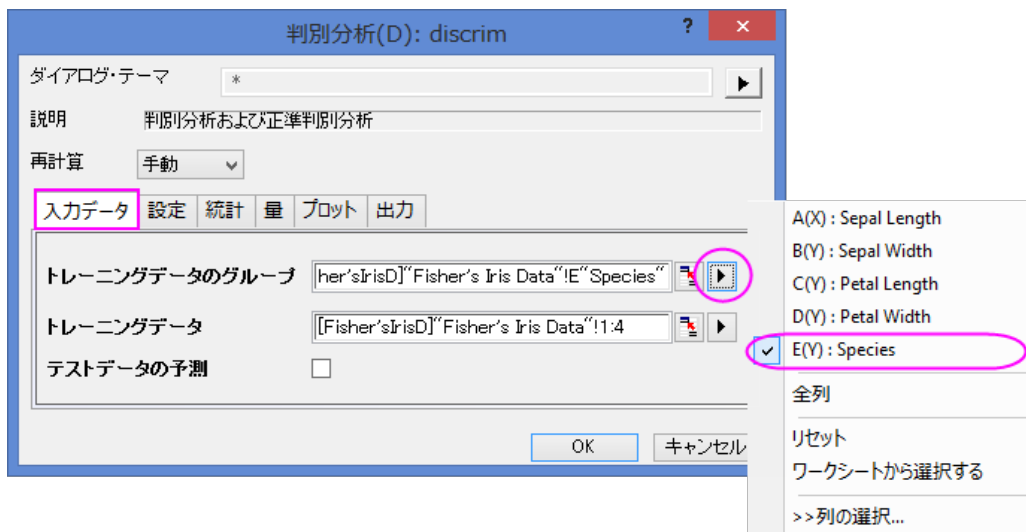 判別分析(D): discrim
?
×
ダイアログ・テーマ
*
説明
判別分析および正準判別分析
再計算
手動
入力データ 設定 統計 量 プロット 出力
トレーニングデータのグループ her'sIrisD]"Fisher's Iris Data"!E"Species"
トレーニングデータ [Fisher'sIrisD]"Fisher's Iris Data"!1:4
テストデータの予測
OK キャンセル
A(X) : Sepal Length
B(Y) : Sepal Width
C(Y) : Petal Length
D(Y) : Petal Width
E(Y) : Species
全列
リセット
ワークシートから選択する
>>列の選択...